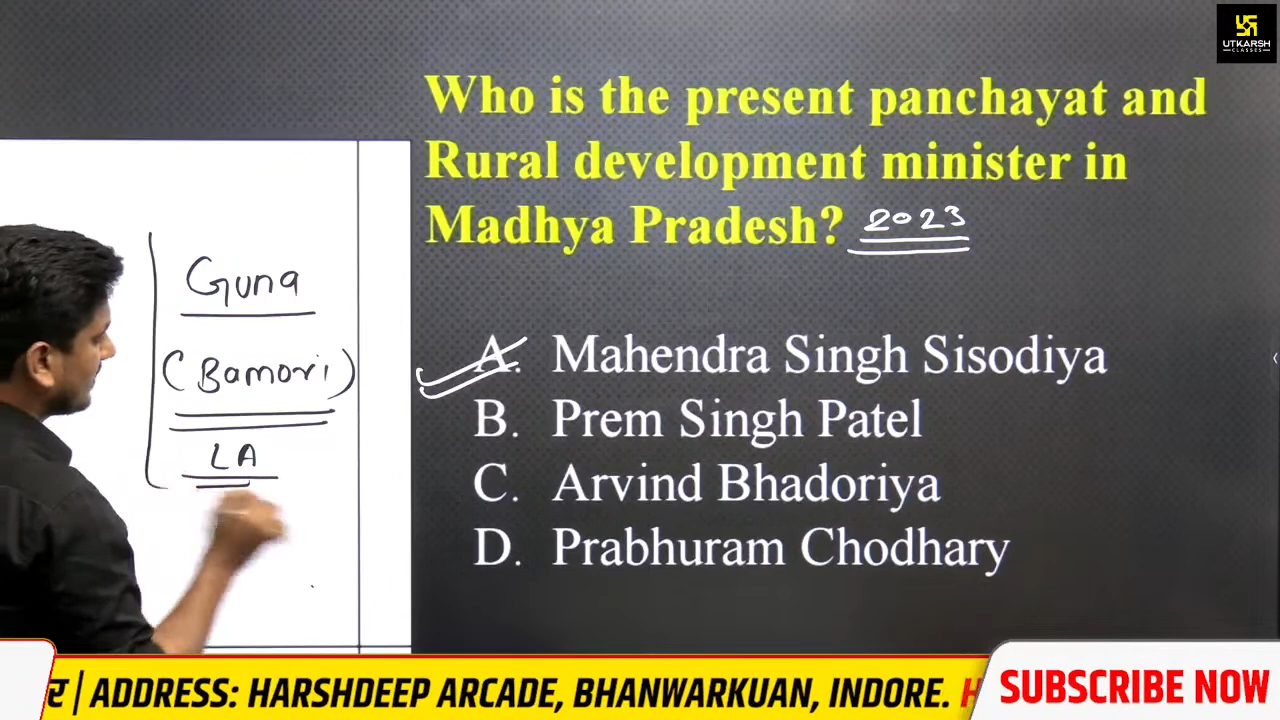 UTKARSH
CLASSES
Who is the present panchayat and
Rural development minister in
Madhya Pradesh? 2023
Guna
(Bamori)
LA
A. Mahendra Singh Sisodiya
B. Prem Singh Patel
C. Arvind Bhadoriya
D. Prabhuram Chodhary
| ADDRESS: HARSHDEEP ARCADE, BHANWARKUAN, INDORE. H
SUBSCRIBE NOW